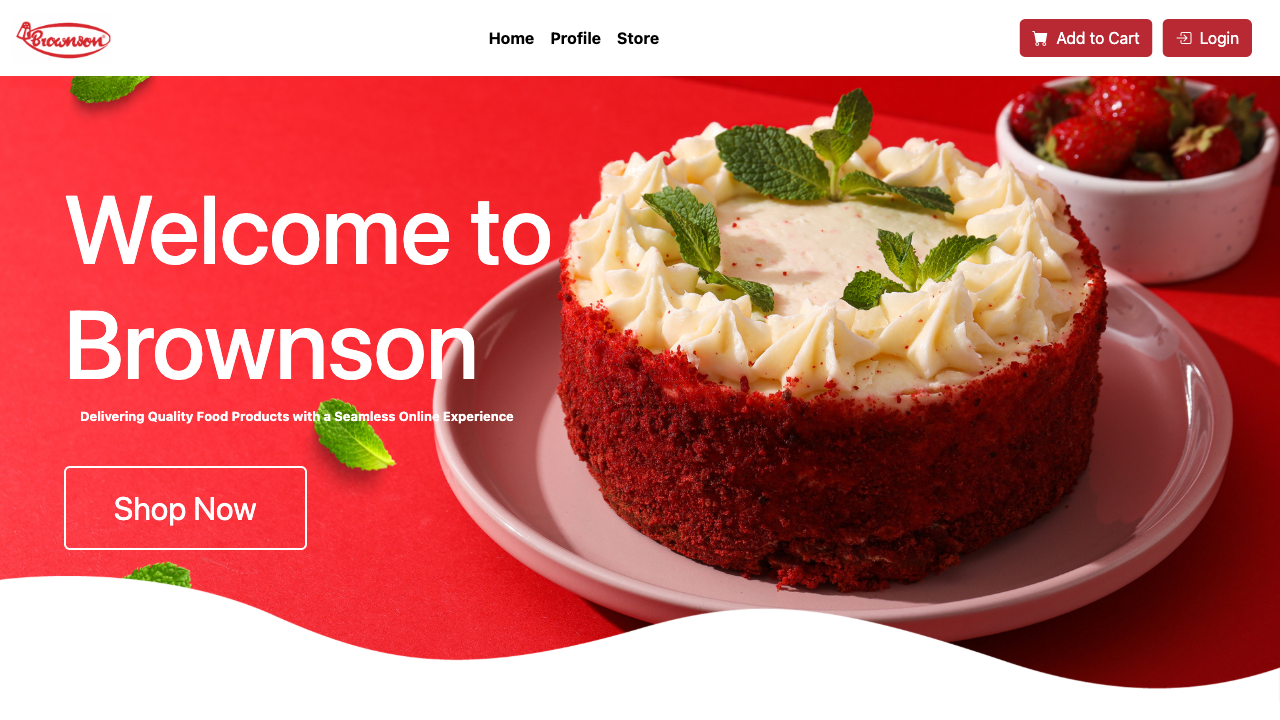 Brownson
Home Profile Store
Add to Cart
Login
Welcome to
Brownson
Delivering Quality Food Products with a Seamless Online Experience
Shop Now